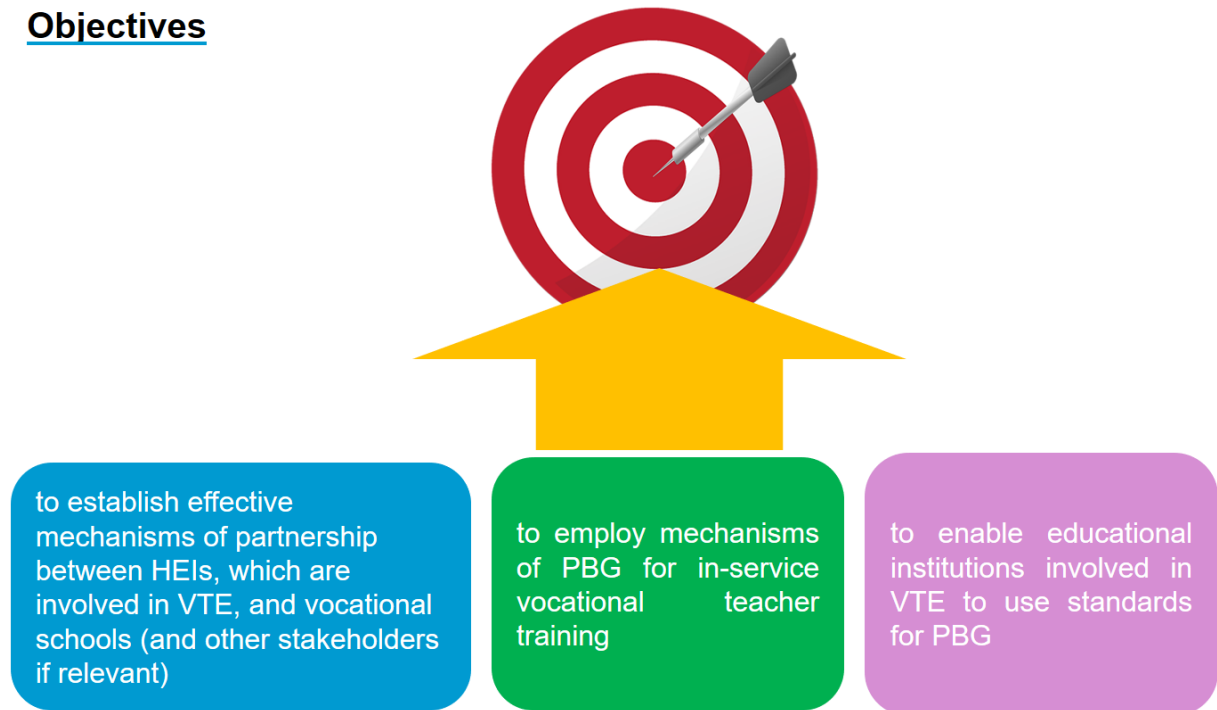 Objectives
to establish effective
mechanisms of partnership
between HEIs, which are
involved in VTE, and vocational
schools (and other stakeholders
if relevant)
to employ mechanisms
of PBG for in-service
vocational teacher
training
to enable educational
institutions involved in
VTE to use standards
for PBG